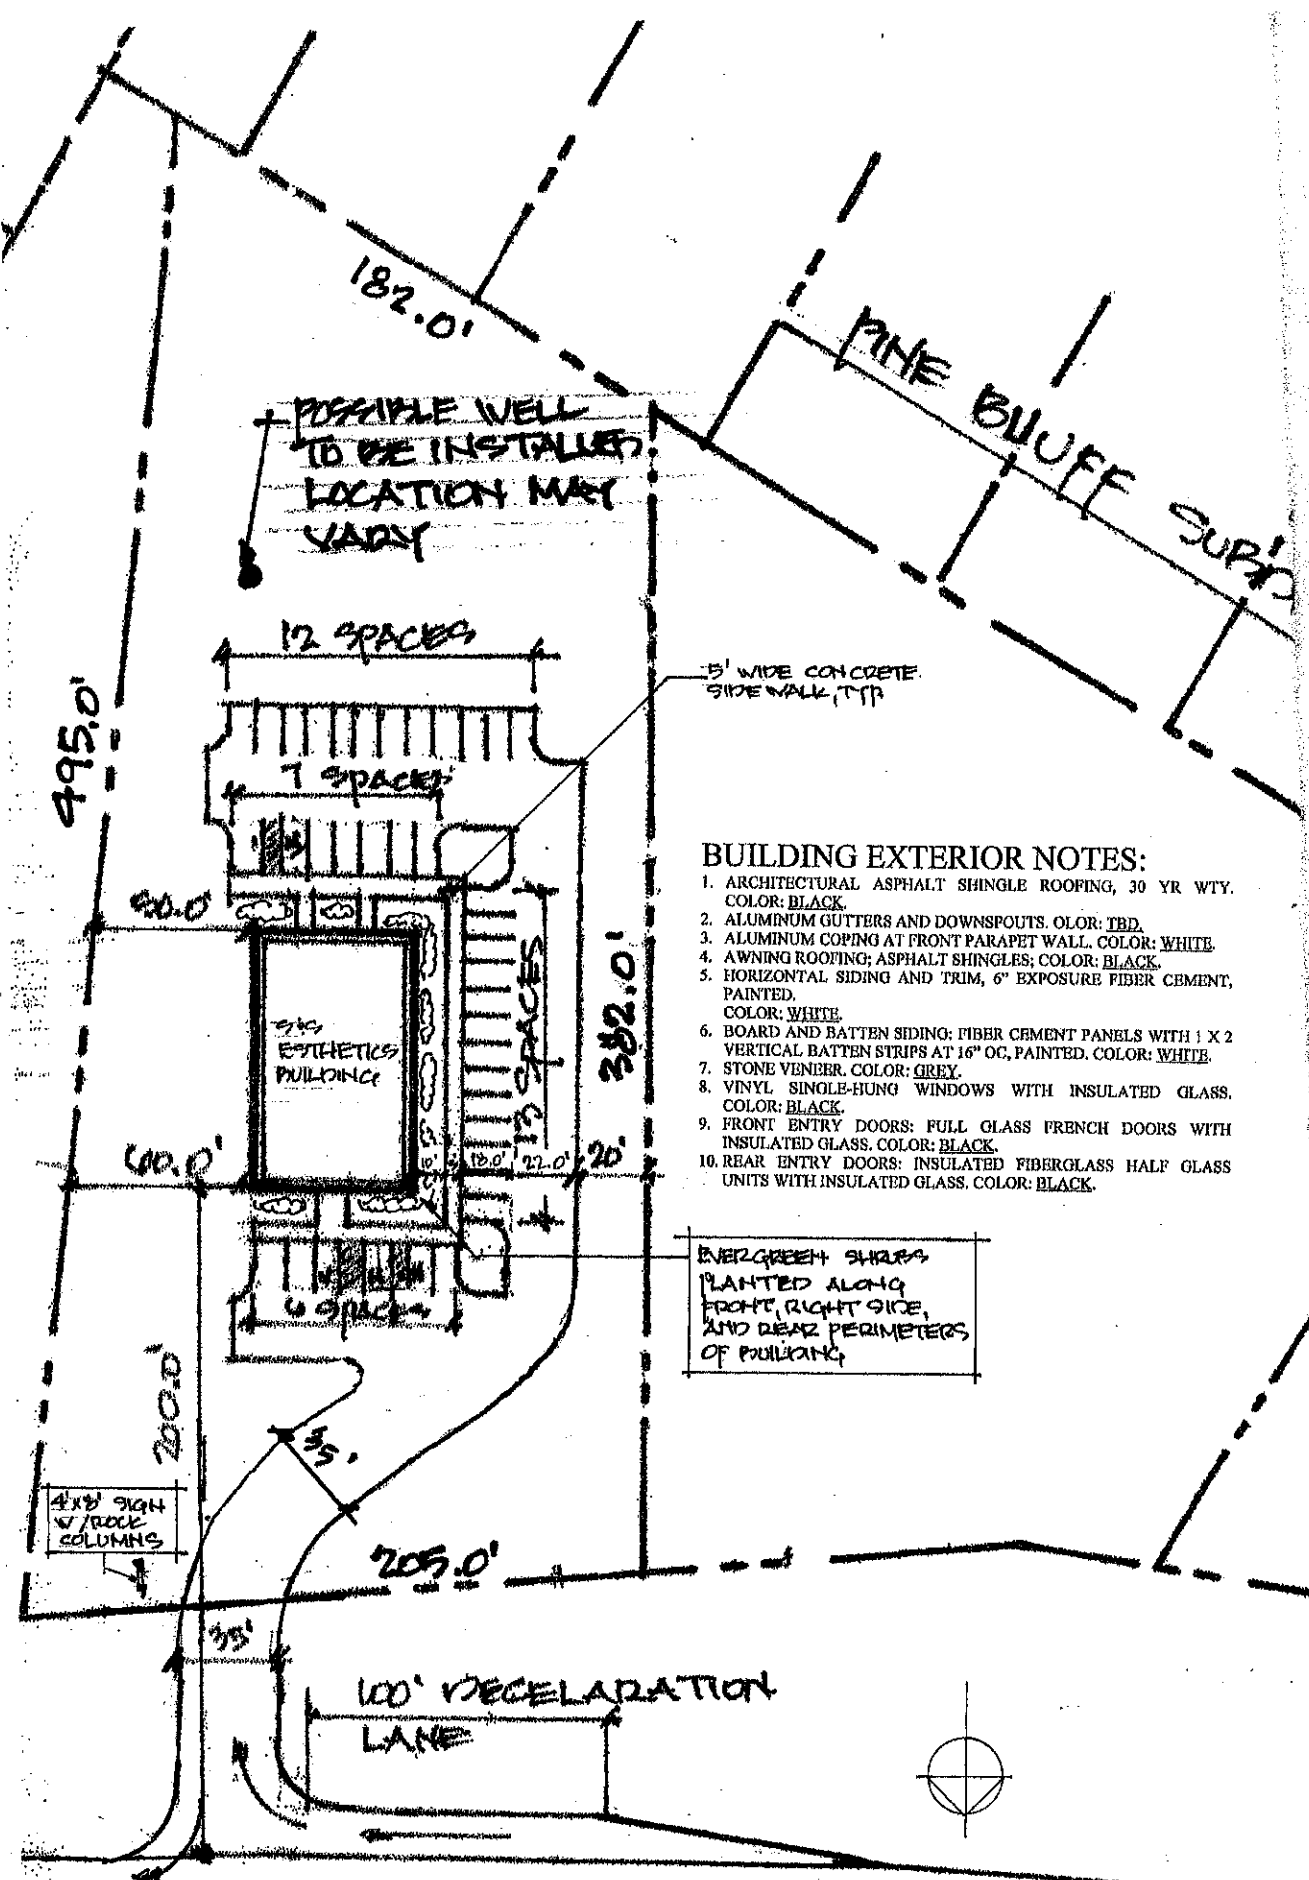 182.0'
PINE BLUFF SUB'D
POSSIBLE WELL
TO BE INSTALLED.
LOCATION MAY
VARY
12 SPACES
5' WIDE CONCRETE
SIDEWALK, TYP.
495.0'
7 SPACES
BUILDING EXTERIOR NOTES:
1. ARCHITECTURAL ASPHALT SHINGLE ROOFING, 30 YR WTY.
COLOR: BLACK.
2. ALUMINUM GUTTERS AND DOWNSPOUTS. OLOR: TBD.
3. ALUMINUM COPING AT FRONT PARAPET WALL. COLOR: WHITE.
4. AWNING ROOFING; ASPHALT SHINGLES; COLOR: BLACK.
5. HORIZONTAL SIDING AND TRIM, 6" EXPOSURE FIBER CEMENT,
PAINTED.
COLOR: WHITE.
6. BOARD AND BATTEN SIDING: FIBER CEMENT PANELS WITH 1 X 2
VERTICAL BATTEN STRIPS AT 16" OC, PAINTED. COLOR: WHITE.
7. STONE VENEER. COLOR: GREY.
8. VINYL SINGLE-HUNG WINDOWS WITH INSULATED GLASS.
COLOR: BLACK.
9. FRONT ENTRY DOORS: FULL GLASS FRENCH DOORS WITH
INSULATED GLASS. COLOR: BLACK.
10. REAR ENTRY DOORS: INSULATED FIBERGLASS HALF GLASS
UNITS WITH INSULATED GLASS. COLOR: BLACK.
13 SPACES
382.0'
ESTHETICS
BUILDING
60.0'
10'
18.0'
22.0'
20'
EVERGREEN SHRUBS
PLANTED ALONG
FRONT, RIGHT SIDE,
AND REAR PERIMETERS
OF BUILDING
6 SPACES
200.0'
35'
4'x8' SIGN
W/ROCK
COLUMNS
205.0'
35'
100' DECELARATION
LANE